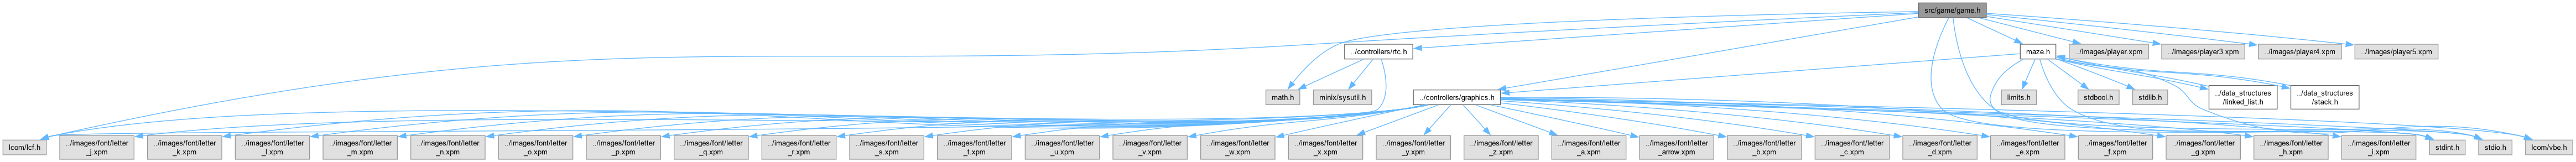 src/game/game.h
../controllers/rtc.h
maze.h
../images/player.xpm
../images/player3.xpm
../images/player4.xpm
../images/player5.xpm
math.h
minix/sysutil.h
../controllers/graphics.h
limits.h
stdbool.h
stdlib.h
../data_structures
/linked_list.h
../data_structures
/stack.h
lcom/lcf.h
../images/font/letter
_j.xpm
../images/font/letter
_k.xpm
../images/font/letter
_l.xpm
../images/font/letter
_m.xpm
../images/font/letter
_n.xpm
../images/font/letter
_o.xpm
../images/font/letter
_p.xpm
../images/font/letter
_q.xpm
../images/font/letter
_r.xpm
../images/font/letter
_s.xpm
../images/font/letter
_t.xpm
../images/font/letter
_u.xpm
../images/font/letter
_v.xpm
../images/font/letter
_w.xpm
../images/font/letter
_x.xpm
../images/font/letter
_y.xpm
../images/font/letter
_z.xpm
../images/font/letter
_a.xpm
../images/font/letter
_arrow.xpm
../images/font/letter
_b.xpm
../images/font/letter
_c.xpm
../images/font/letter
_d.xpm
../images/font/letter
_e.xpm
../images/font/letter
_f.xpm
../images/font/letter
_g.xpm
../images/font/letter
_h.xpm
../images/font/letter
_i.xpm
stdint.h
stdio.h
lcom/vbe.h